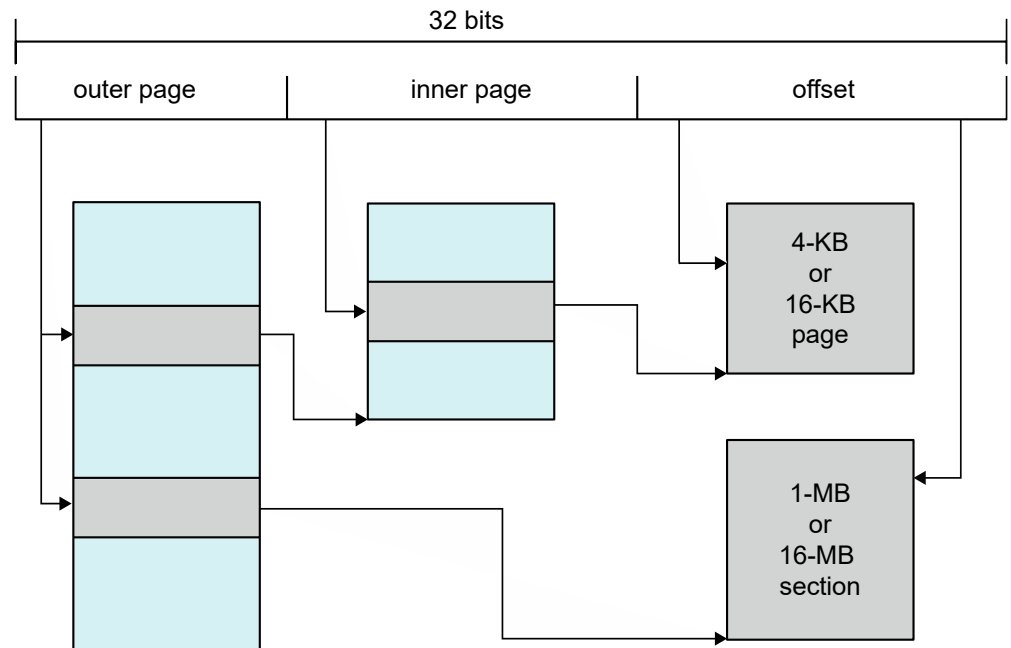 32 bits
outer page
inner page
offset
4-KB
or
16-KB
page
1-MB
or
16-MB
section